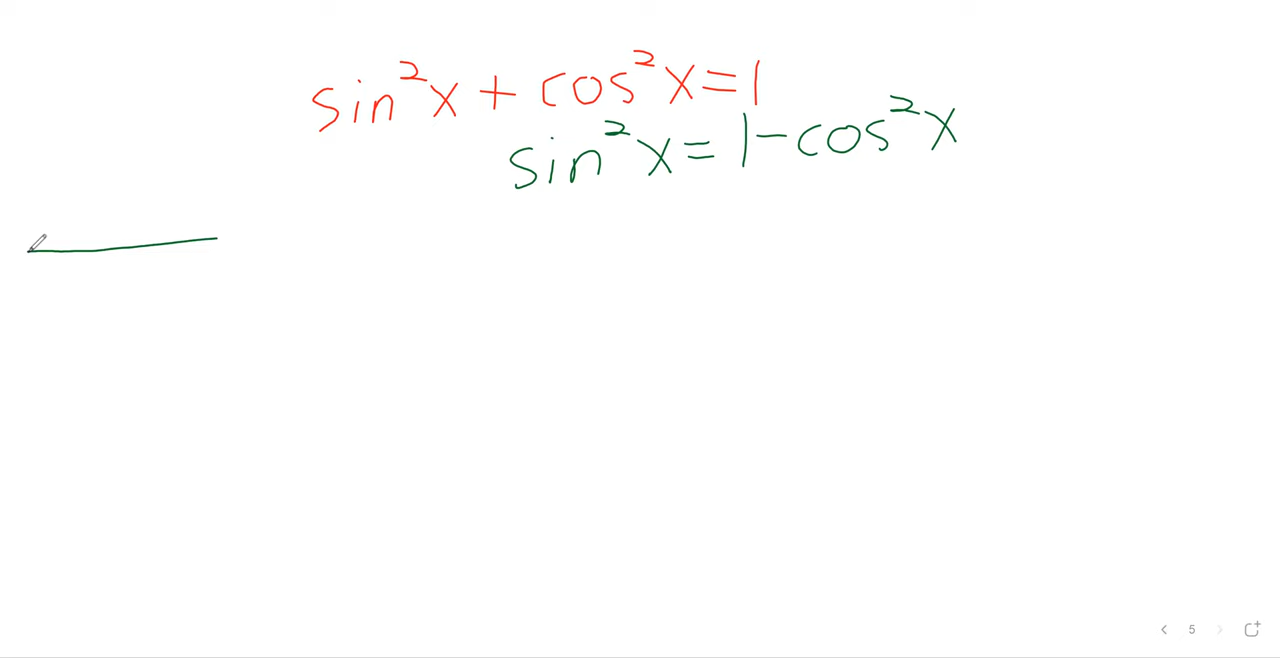 sin²x + cos²x = 1
sin²x = 1 - cos²x
5